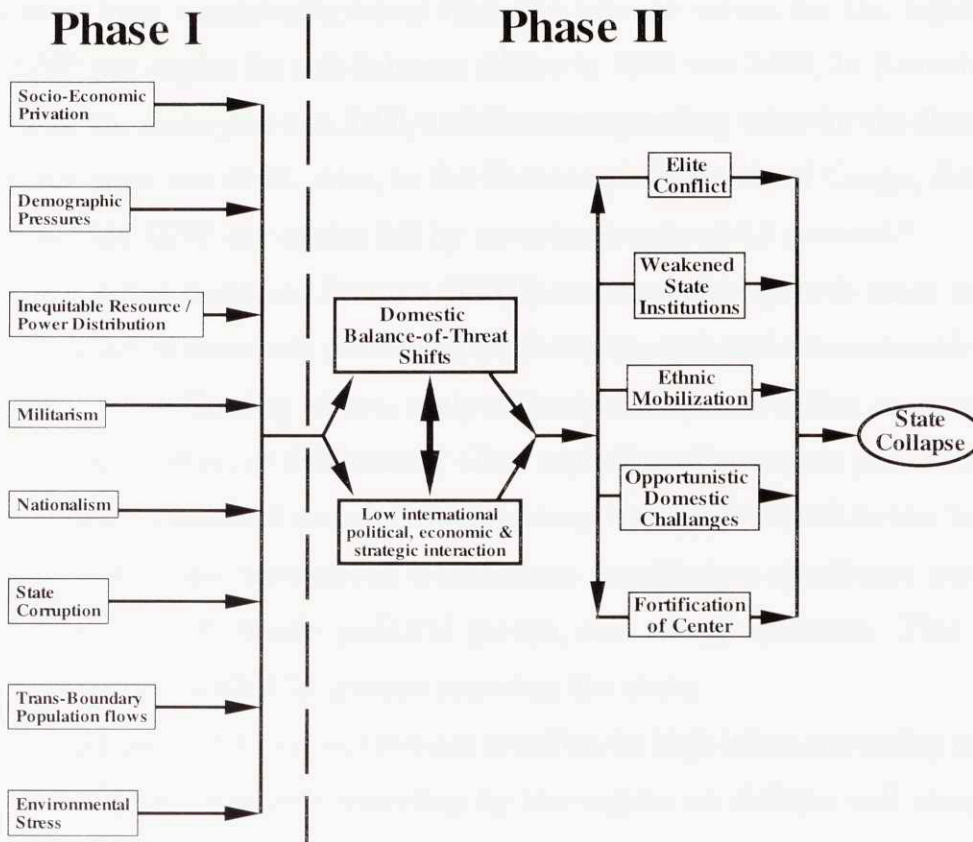 Phase I
Phase II
Socio-Economic
Privation
Demographic
Pressures
Inequitable Resource /
Power Distribution
Militarism
Nationalism
State
Corruption
Trans-Boundary
Population flows
Environmental
Stress
Domestic
Balance-of-Threat
Shifts
Low international
political, economic &
strategic interaction
Elite
Conflict
Weakened
State
Institutions
Ethnic
Mobilization
Opportunistic
Domestic
Challanges
Fortification
of Center
State
Collapse